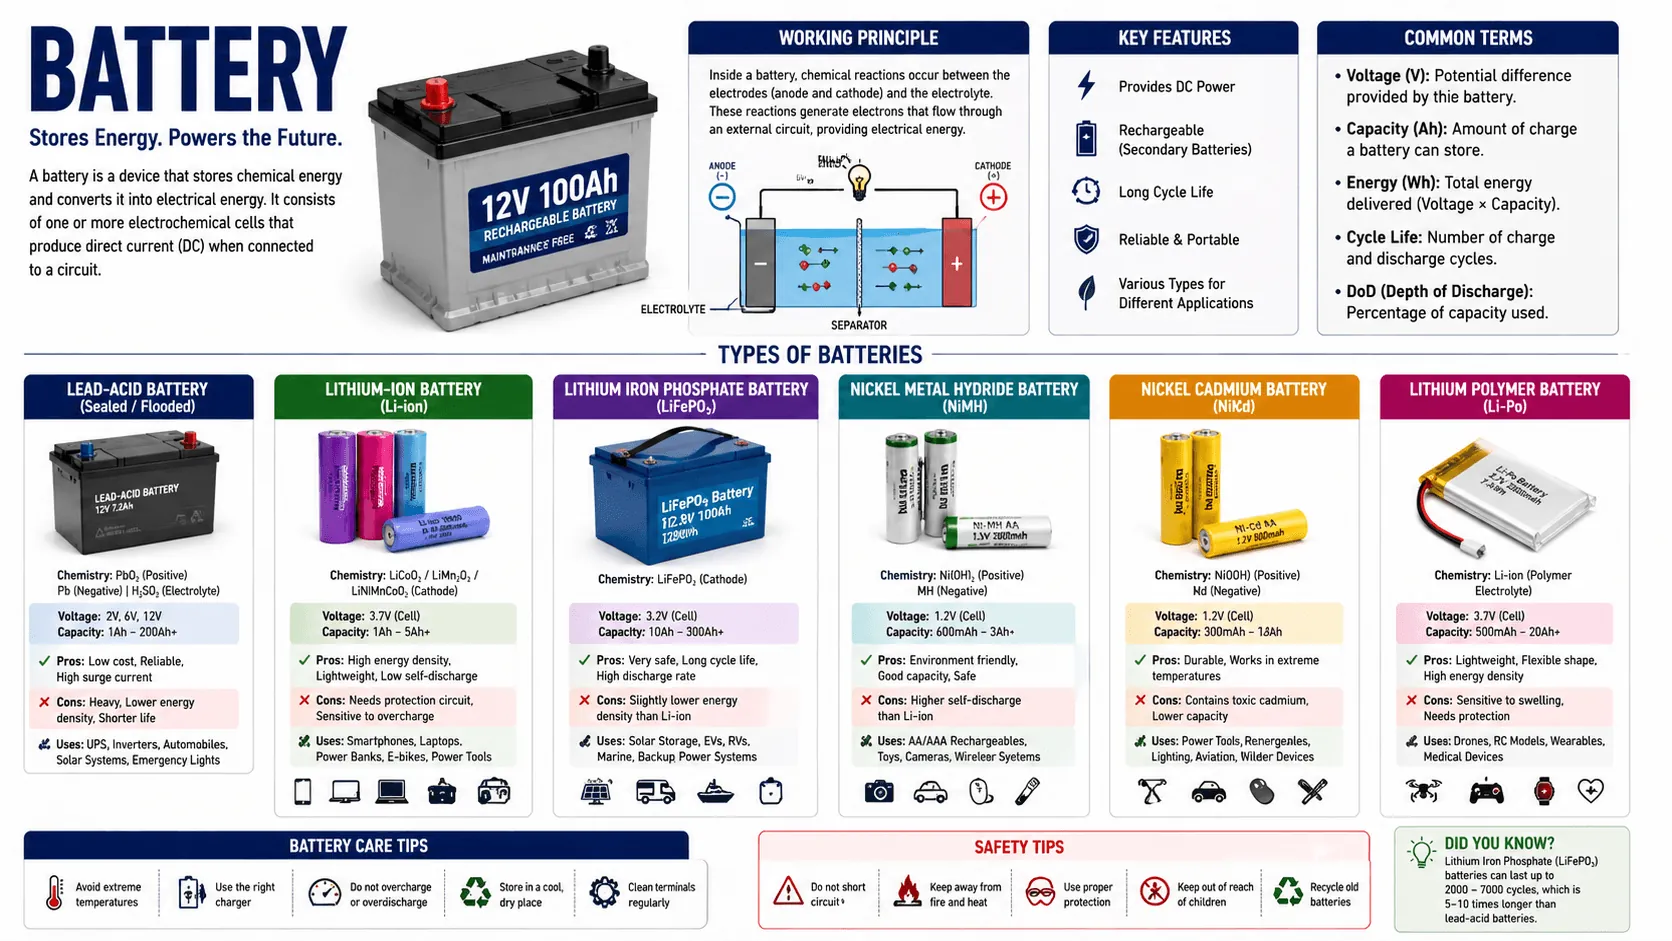 BATTERY
Stores Energy. Powers the Future.
A battery is a device that stores chemical energy
and converts it into electrical energy. It consists
of one or more electrochemical cells that
produce direct current (DC) when connected
to a circuit.
12V 100Ah
RECHARGEABLE BATTERY
WORKING PRINCIPLE
Inside a battery, chemical reactions occur between the
electrodes (anode and cathode) and the electrolyte.
These reactions generate electrons that flow through
an external circuit, providing electrical energy.
ANODE
(-)
CATHODE
−
+
−
+
ELECTROLYTE
SEPARATOR
KEY FEATURES
Provides DC Power
Rechargeable
(Secondary Batteries)
Long Cycle Life
Reliable & Portable
Various Types for
Different Applications
COMMON TERMS
• Voltage (V): Potential difference
provided by thie battery.
• Capacity (Ah): Amount of charge
a battery can store.
• Energy (Wh): Total energy
delivered (Voltage × Capacity).
• Cycle Life: Number of charge
and discharge cycles.
• DoD (Depth of Discharge):
Percentage of capacity used.
TYPES OF BATTERIES
LEAD-ACID BATTERY
(Sealed / Flooded)
LEAD-ACID BATTERY
12V 7.2Ah
Chemistry: PbO₂ (Positive)
Pb (Negative) | H₂SO₄ (Electrolyte)
Voltage: 2V, 6V, 12V
Capacity: 1Ah – 200Ah+
Pros: Low cost, Reliable,
High surge current
Cons: Heavy, Lower energy
density, Shorter life
Uses: UPS, Inverters, Automobiles,
Solar Systems, Emergency Lights
LITHIUM-ION BATTERY
(Li-ion)
Chemistry: LiCoO₂ / LiMn₂O₂ /
LiNIMnCoO₂ (Cathode)
Voltage: 3.7V (Cell)
Capacity: 1Ah – 5Ah+
Pros: High energy density,
Lightweight, Low self-discharge
Cons: Needs protection circuit,
Sensitive to overcharge
Uses: Smartphones, Laptops,
Power Banks, E-bikes, Power Tools
LITHIUM IRON PHOSPHATE BATTERY
(LiFePO₂)
LiFePO₄ Battery
12.8V 100Ah
Chemistry: LiFePO₂ (Cathode)
Voltage: 3.2V (Cell)
Capacity: 10Ah – 300Ah+
Pros: Very safe, Long cycle life,
High discharge rate
Cons: Slightly lower energy
density than Li-ion
Uses: Solar Storage, EVs, RVs,
Marine, Backup Power Systems
NICKEL METAL HYDRIDE BATTERY
(NiMH)
Ni-MH AA
Chemistry: Ni(OH)₂ (Positive)
MH (Negative)
Voltage: 1.2V (Cell)
Capacity: 600mAh – 3Ah+
Pros: Environment friendly,
Good capacity, Safe
Cons: Higher self-discharge
than Li-ion
Uses: AA/AAA Rechargeables,
Toys, Cameras, Wireler Syetems
NICKEL CADMIUM BATTERY
Ni-Cd AA
1.2V 800mah
Chemistry: NiOOH) (Positive)
(Negative)
Voltage: 1.2V (Cell)
Capacity: 300mAh –
Pros: Durable, Works in extreme
temperatures
Cons: Contains toxic cadmium,
Lower capacity
Uses: Power Tools, Renergenles,
Lighting, Aviation, Wilder Devices
LITHIUM POLYMER BATTERY
(Li-Po)
Li-Po Battery
Chemistry: Li-ion (Polymer
Electrolyte)
Voltage: 3.7V (Cell)
Capacity: 500mAh – 20Ah+
Pros: Lightweight, Flexible shape,
High energy density
Cons: Sensitive to swelling,
Needs protection
Uses: Drones, RC Models, Wearables,
Medical Devices
BATTERY CARE TIPS
Avoid extreme
temperatures
Use the right
charger
Do not overcharge
or overdischarge
Store in a cool,
dry place
Clean terminals
regularly
SAFETY TIPS
Do not short
circuit
Keep away from
fire and heat
Use proper
protection
Keep out of reach
of children
Recycle old
batteries
DID YOU KNOW?
Lithium Iron Phosphate (LiFePO₂)
batteries can last up to
2000 – 7000 cycles, which is
5–10 times longer than
lead-acid batteries.